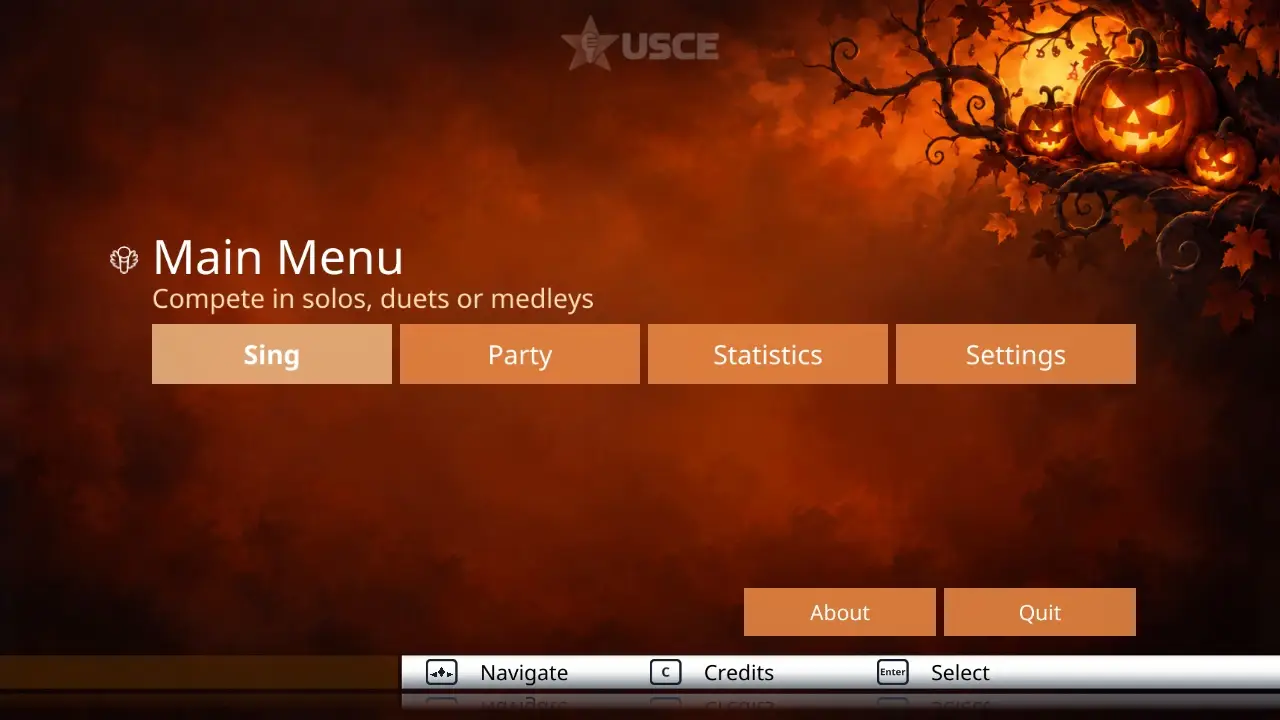 USCE
Main Menu
Compete in solos, duets or medleys
Sing
Party
Statistics
Settings
About
Quit
Navigate
C
Credits
Enter
Select